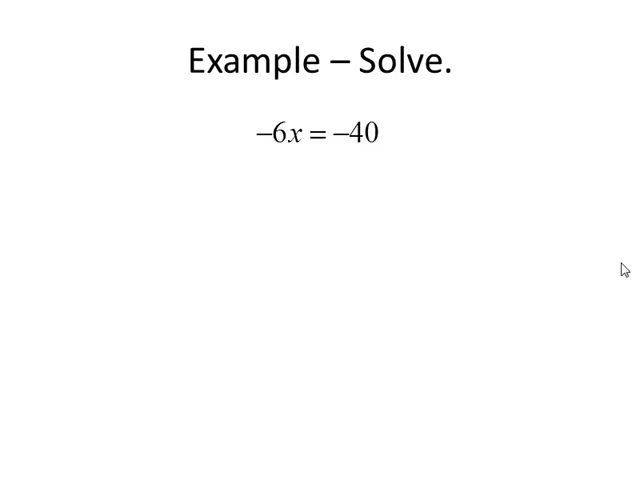 Example – Solve.
−6x = −40